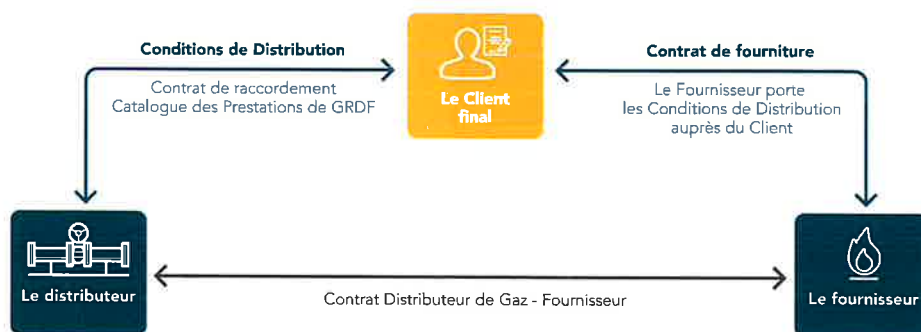 Conditions de Distribution
Contrat de raccordement
Catalogue des Prestations de GRDF
Le Client
final
Contrat de fourniture
Le Fournisseur porte
les Conditions de Distribution
auprès du Client
Le distributeur
Contrat Distributeur de Gaz - Fournisseur
Le fournisseur